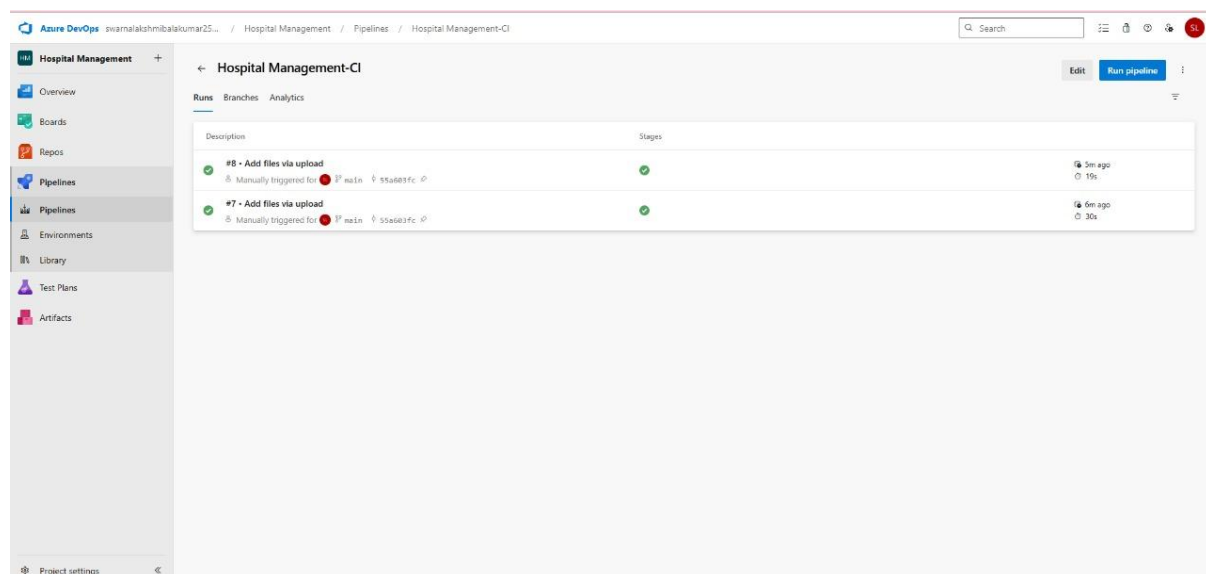 Azure DevOps swarnalakshmibalakumar25... / Hospital Management / Pipelines / Hospital Management-CI
Search
SL
HM Hospital Management +
← Hospital Management-CI
Edit
Run pipeline
Overview
Runs Branches Analytics
Boards
Description Stages
Repos
#8 • Add files via upload
5m ago
Manually triggered for main 55a603fc
19s
Pipelines
#7 • Add files via upload
6m ago
Manually triggered for main 55a603fc
30s
Pipelines
Environments
Library
Test Plans
Artifacts
Project settings